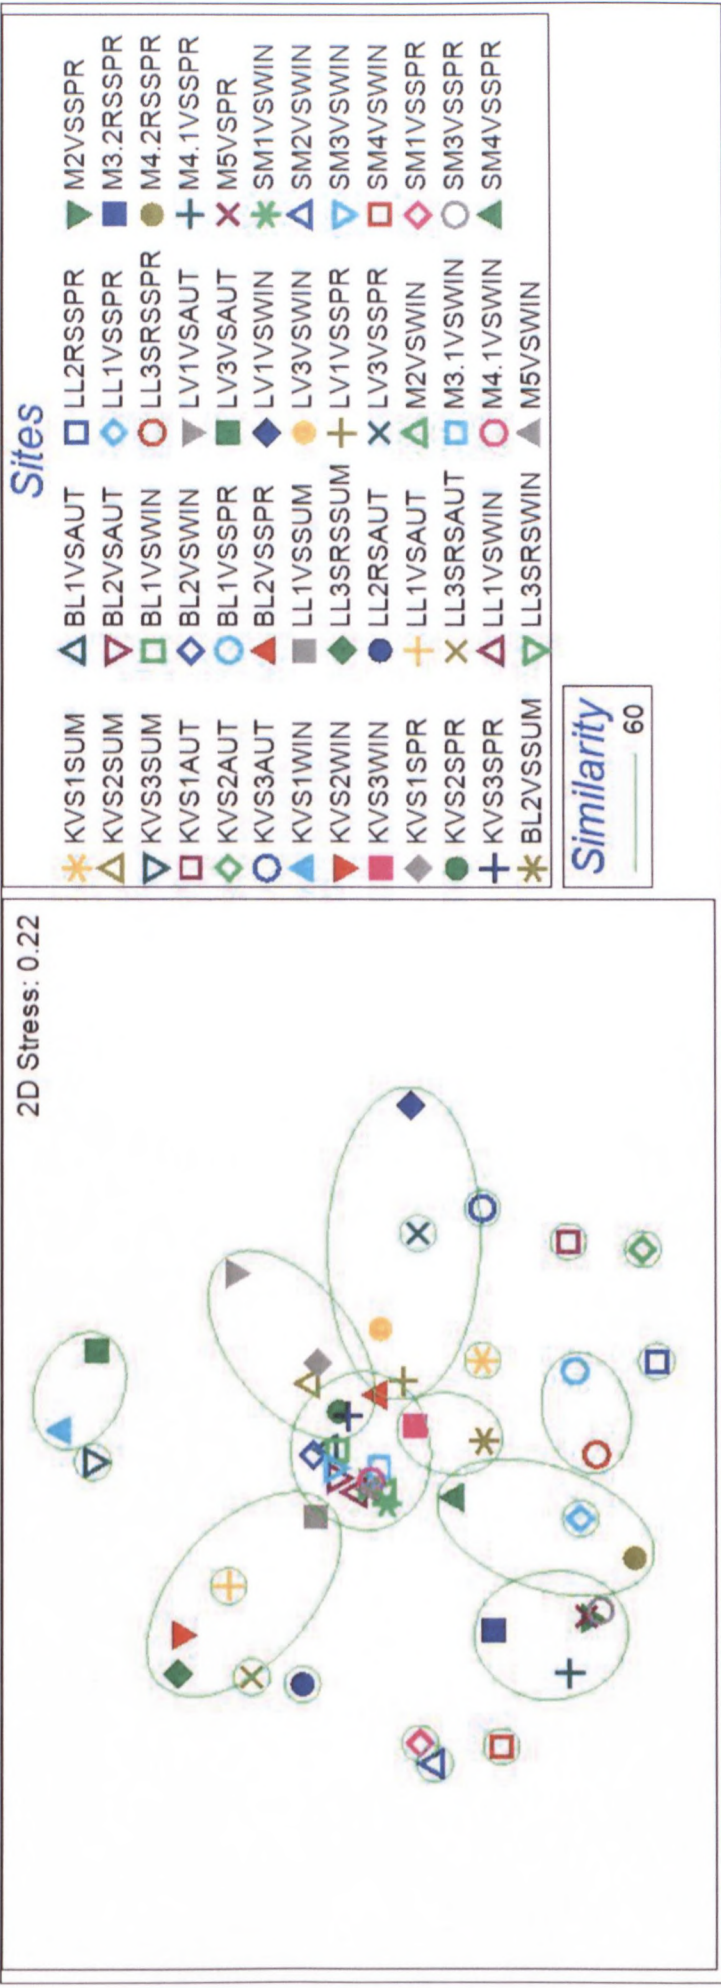 2D Stress: 0.22
Sites
KVS1SUM
KVS2SUM
KVS3SUM
KVS1AUT
KVS2AUT
KVS3AUT
KVS1WIN
KVS2WIN
KVS3WIN
KVS1SPR
KVS2SPR
KVS3SPR
BL2VSSUM
BL1VSAUT
BL2VSAUT
BL1VSWIN
BL2VSWIN
BL1VSSPR
BL2VSSPR
LL1VSSUM
LL3SRSSUM
LL2RSAUT
LL1VSAUT
LL3SRSAUT
LL1VSWIN
LL3SRSWIN
LL2RSSPR
LL1VSSPR
LL3SRSSPR
LV1VSAUT
LV3VSAUT
LV1VSWIN
LV3VSWIN
LV1VSSPR
LV3VSSPR
M2VSWIN
M3.1VSWIN
M4.1VSWIN
M5VSWIN
M2VSSPR
M3.2RSSPR
M4.2RSSPR
M4.1VSSPR
M5VSPR
SM1VSWIN
SM2VSWIN
SM3VSWIN
SM4VSWIN
SM1VSSPR
SM3VSSPR
SM4VSSPR
Similarity
60